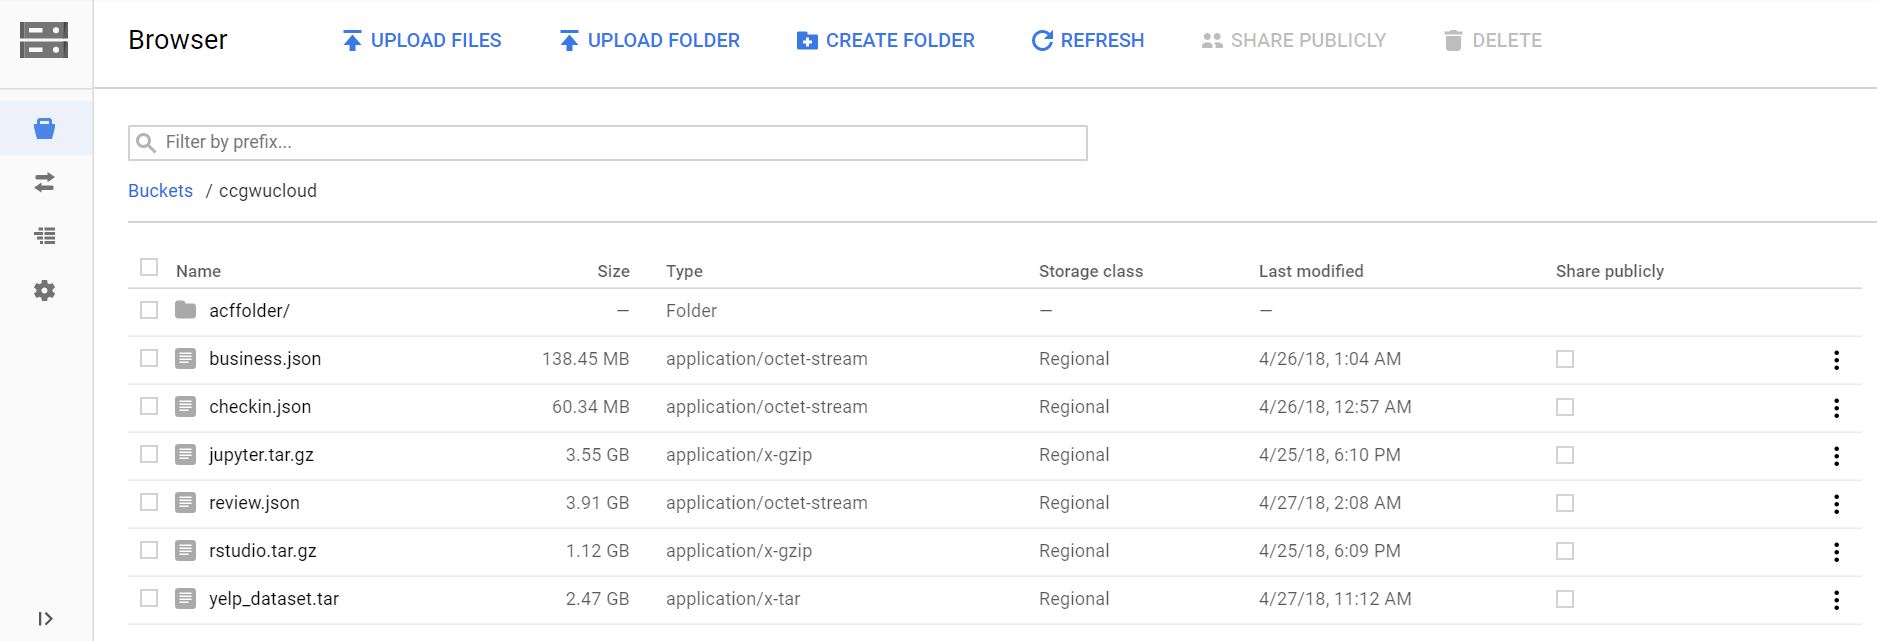 Browser UPLOAD FILES UPLOAD FOLDER CREATE FOLDER REFRESH SHARE PUBLICLY DELETE
Filter by prefix...
Buckets / ccgwucloud
Name Size Type Storage class Last modified Share publicly
acffolder/ — Folder — —
business.json 138.45 MB application/octet-stream Regional 4/26/18, 1:04 AM
checkin.json 60.34 MB application/octet-stream Regional 4/26/18, 12:57 AM
jupyter.tar.gz 3.55 GB application/x-gzip Regional 4/25/18, 6:10 PM
review.json 3.91 GB application/octet-stream Regional 4/27/18, 2:08 AM
rstudio.tar.gz 1.12 GB application/x-gzip Regional 4/25/18, 6:09 PM
yelp_dataset.tar 2.47 GB application/x-tar Regional 4/27/18, 11:12 AM